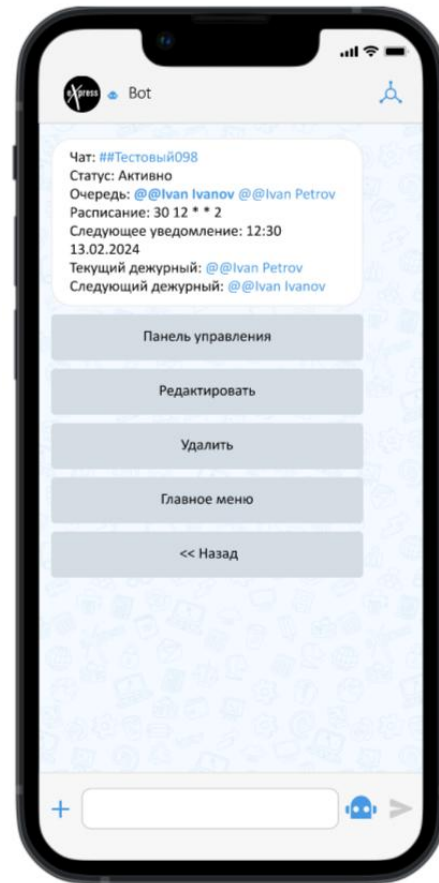 eXpress
Bot
Чат: ##Тестовый098
Статус: Активно
Очередь: @@Ivan Ivanov @@Ivan Petrov
Расписание: 30 12 * * 2
Следующее уведомление: 12:30
13.02.2024
Текущий дежурный: @@Ivan Petrov
Следующий дежурный: @@Ivan Ivanov
Панель управления
Редактировать
Удалить
Главное меню
<< Назад